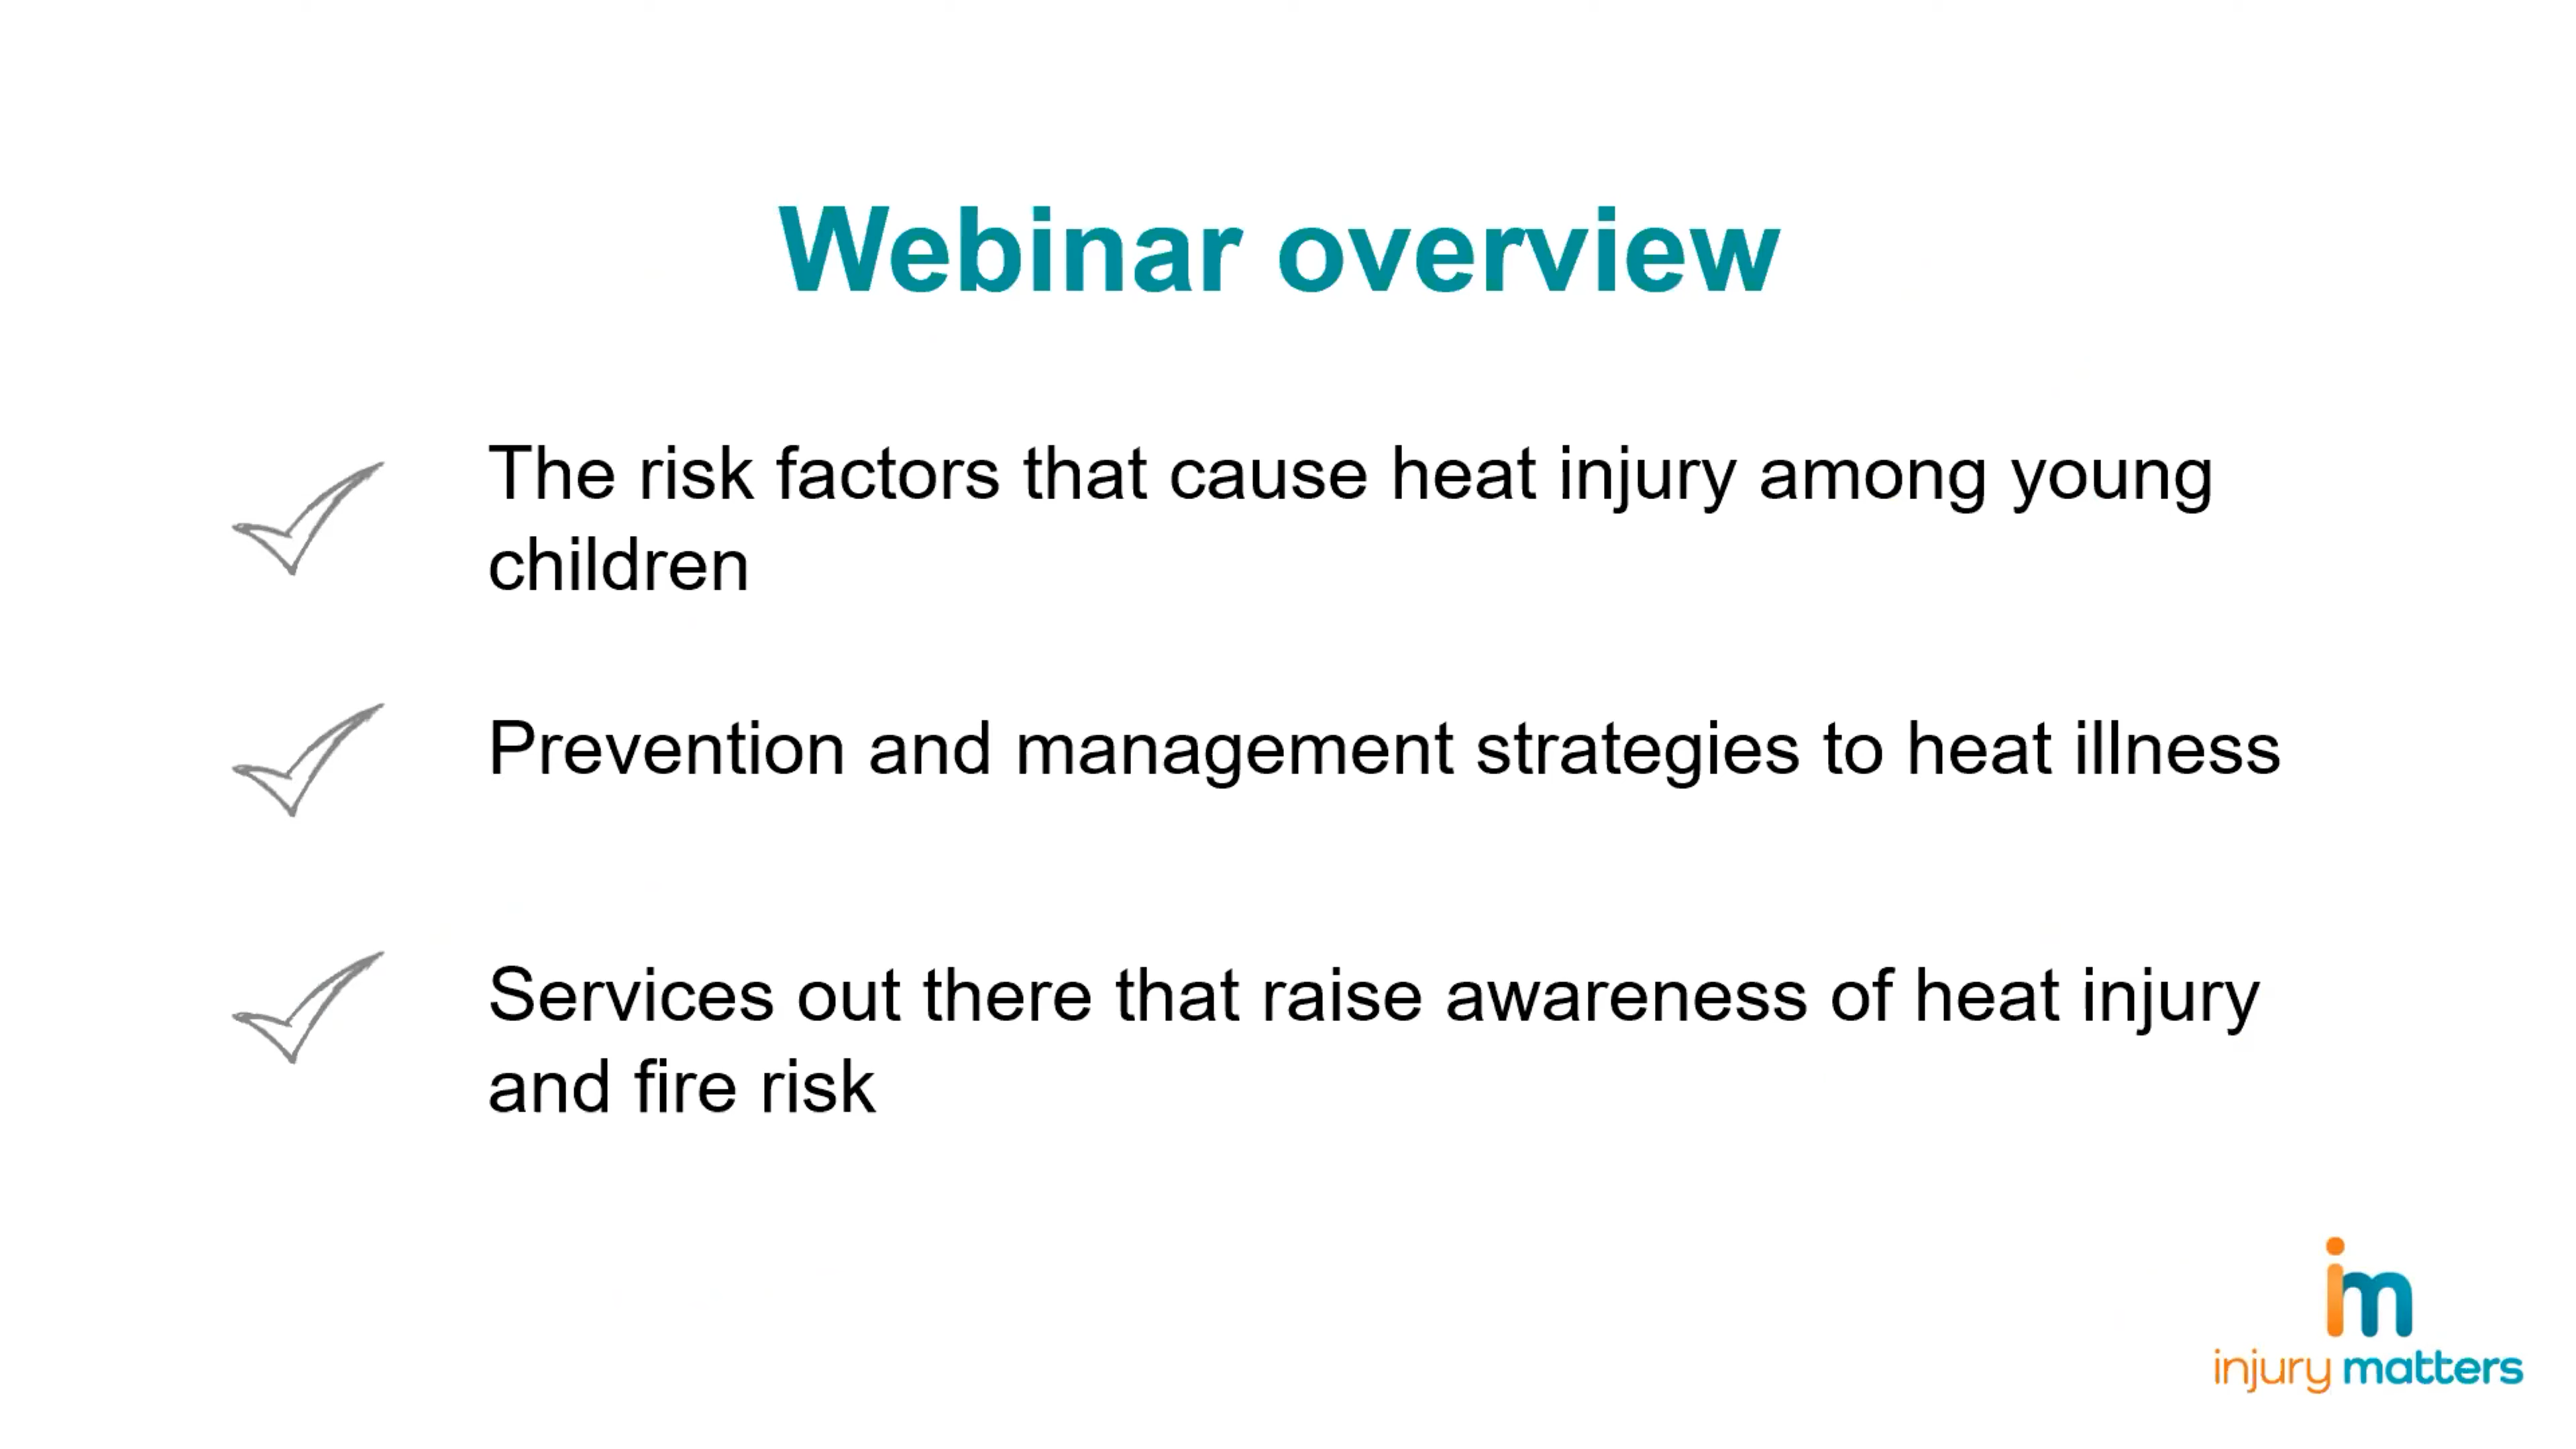 Webinar overview
The risk factors that cause heat injury among young
children
Prevention and management strategies to heat illness
Services out there that raise awareness of heat injury
and fire risk
im
injury matters